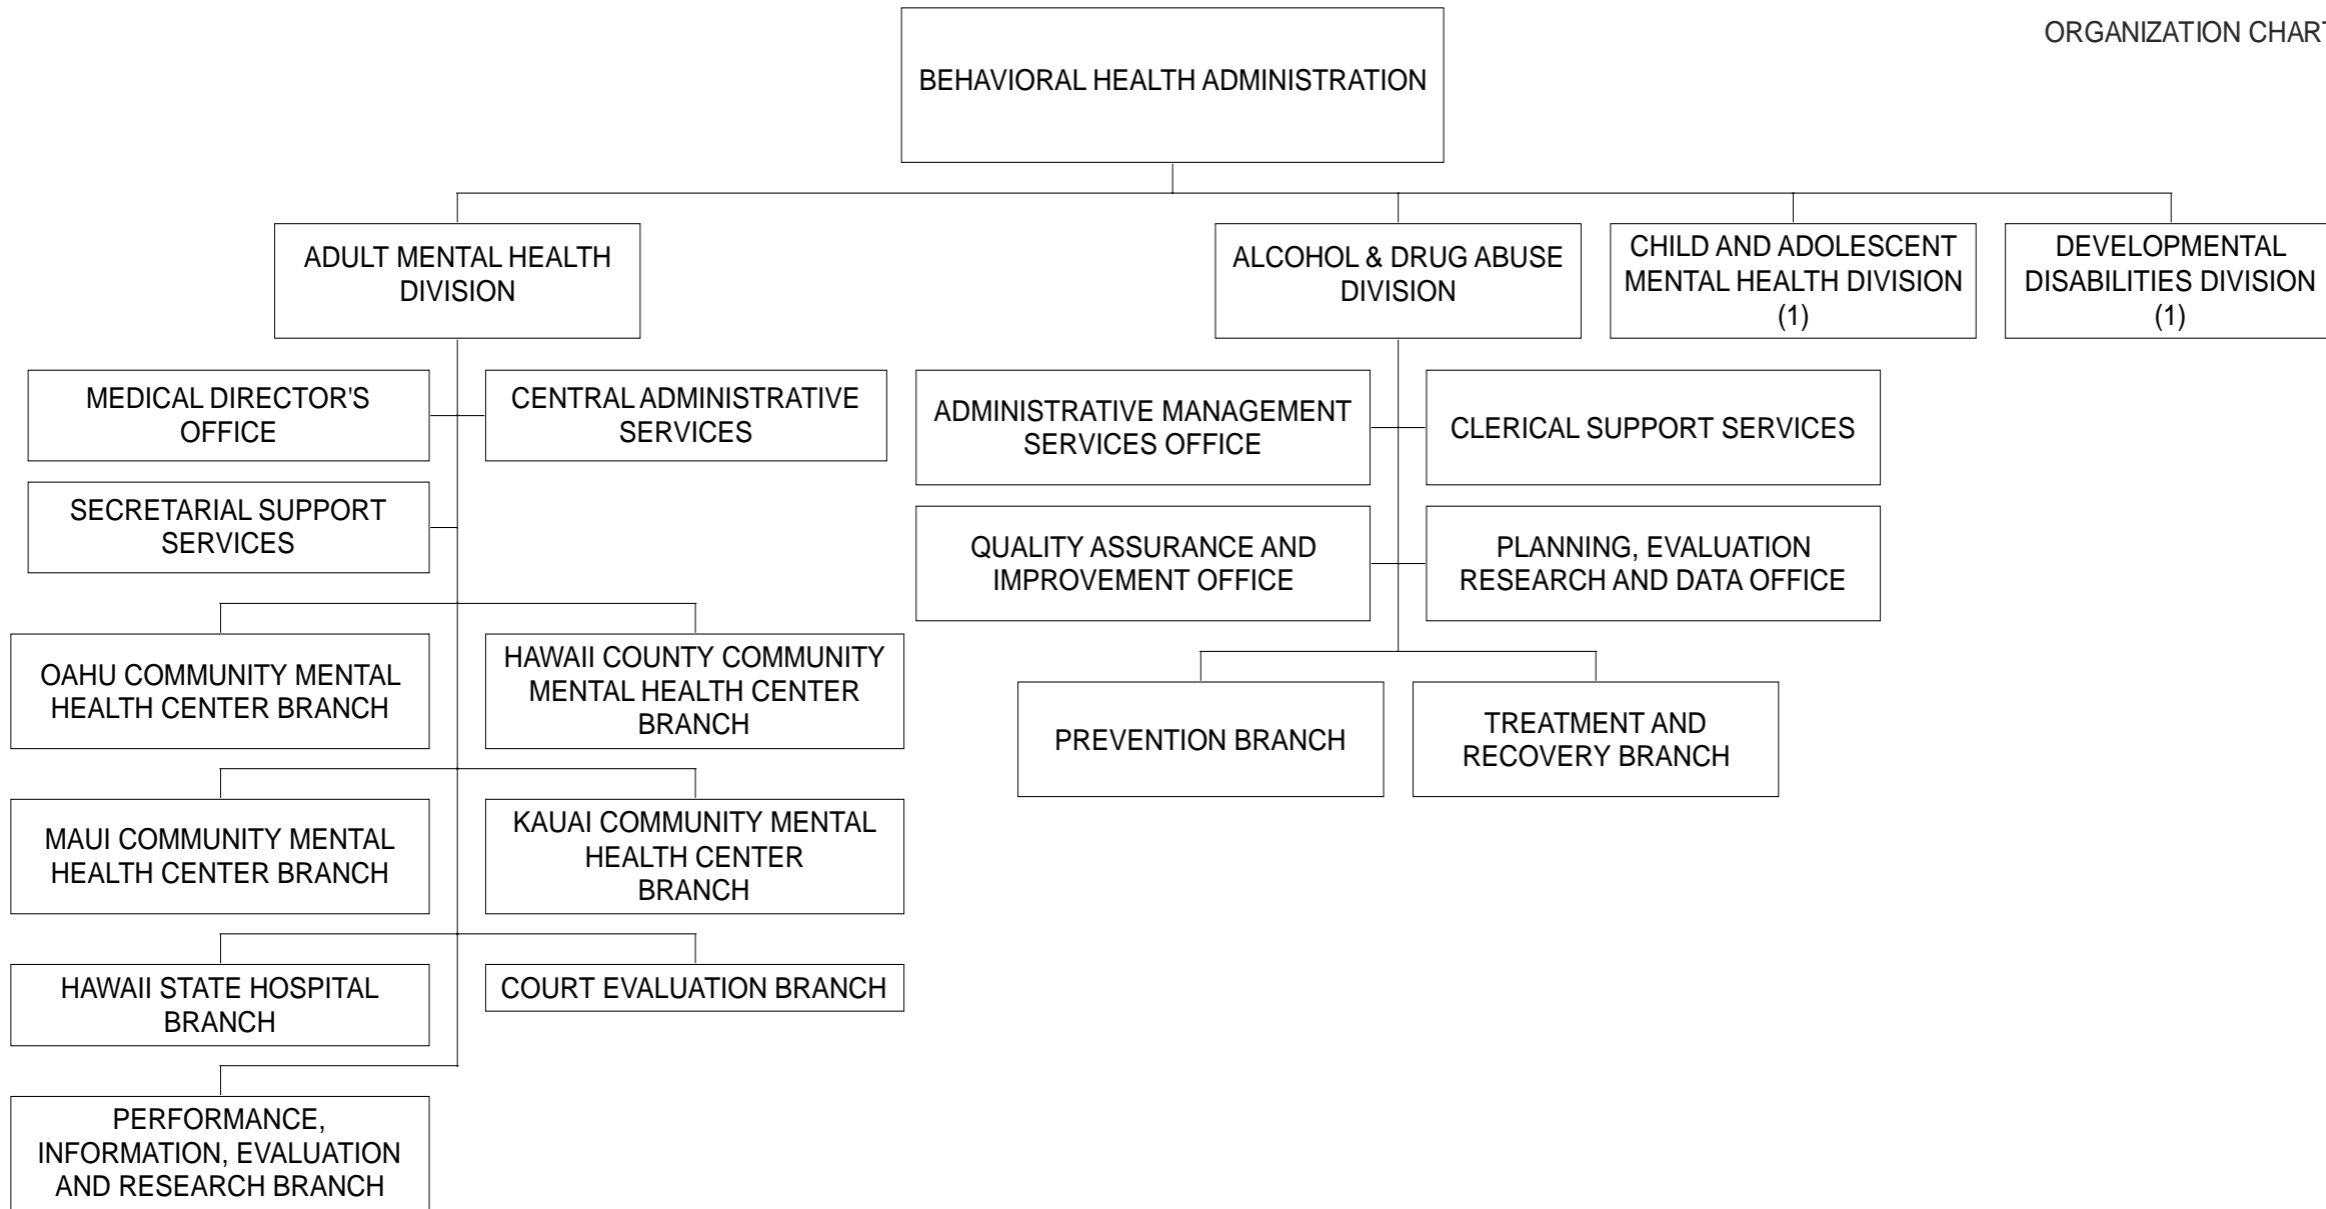 ORGANIZATION CHART
BEHAVIORAL HEALTH ADMINISTRATION
ADULT MENTAL HEALTH
DIVISION
ALCOHOL & DRUG ABUSE
DIVISION
CHILD AND ADOLESCENT
MENTAL HEALTH DIVISION
(1)
DEVELOPMENTAL
DISABILITIES DIVISION
(1)
MEDICAL DIRECTOR'S
OFFICE
CENTRAL ADMINISTRATIVE
SERVICES
SECRETARIAL SUPPORT
SERVICES
OAHU COMMUNITY MENTAL
HEALTH CENTER BRANCH
HAWAII COUNTY COMMUNITY
MENTAL HEALTH CENTER
BRANCH
MAUI COMMUNITY MENTAL
HEALTH CENTER BRANCH
KAUAI COMMUNITY MENTAL
HEALTH CENTER
BRANCH
HAWAII STATE HOSPITAL
BRANCH
COURT EVALUATION BRANCH
PERFORMANCE,
INFORMATION, EVALUATION
AND RESEARCH BRANCH
ADMINISTRATIVE MANAGEMENT
SERVICES OFFICE
CLERICAL SUPPORT SERVICES
QUALITY ASSURANCE AND
IMPROVEMENT OFFICE
PLANNING, EVALUATION
RESEARCH AND DATA OFFICE
PREVENTION BRANCH
TREATMENT AND
RECOVERY BRANCH